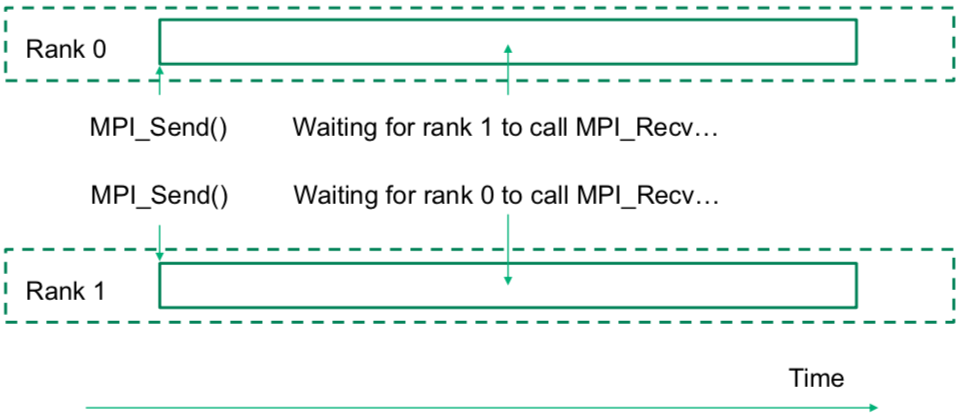 Rank 0
MPI_Send() Waiting for rank 1 to call MPI_Recv…
MPI_Send() Waiting for rank 0 to call MPI_Recv…
Rank 1
Time